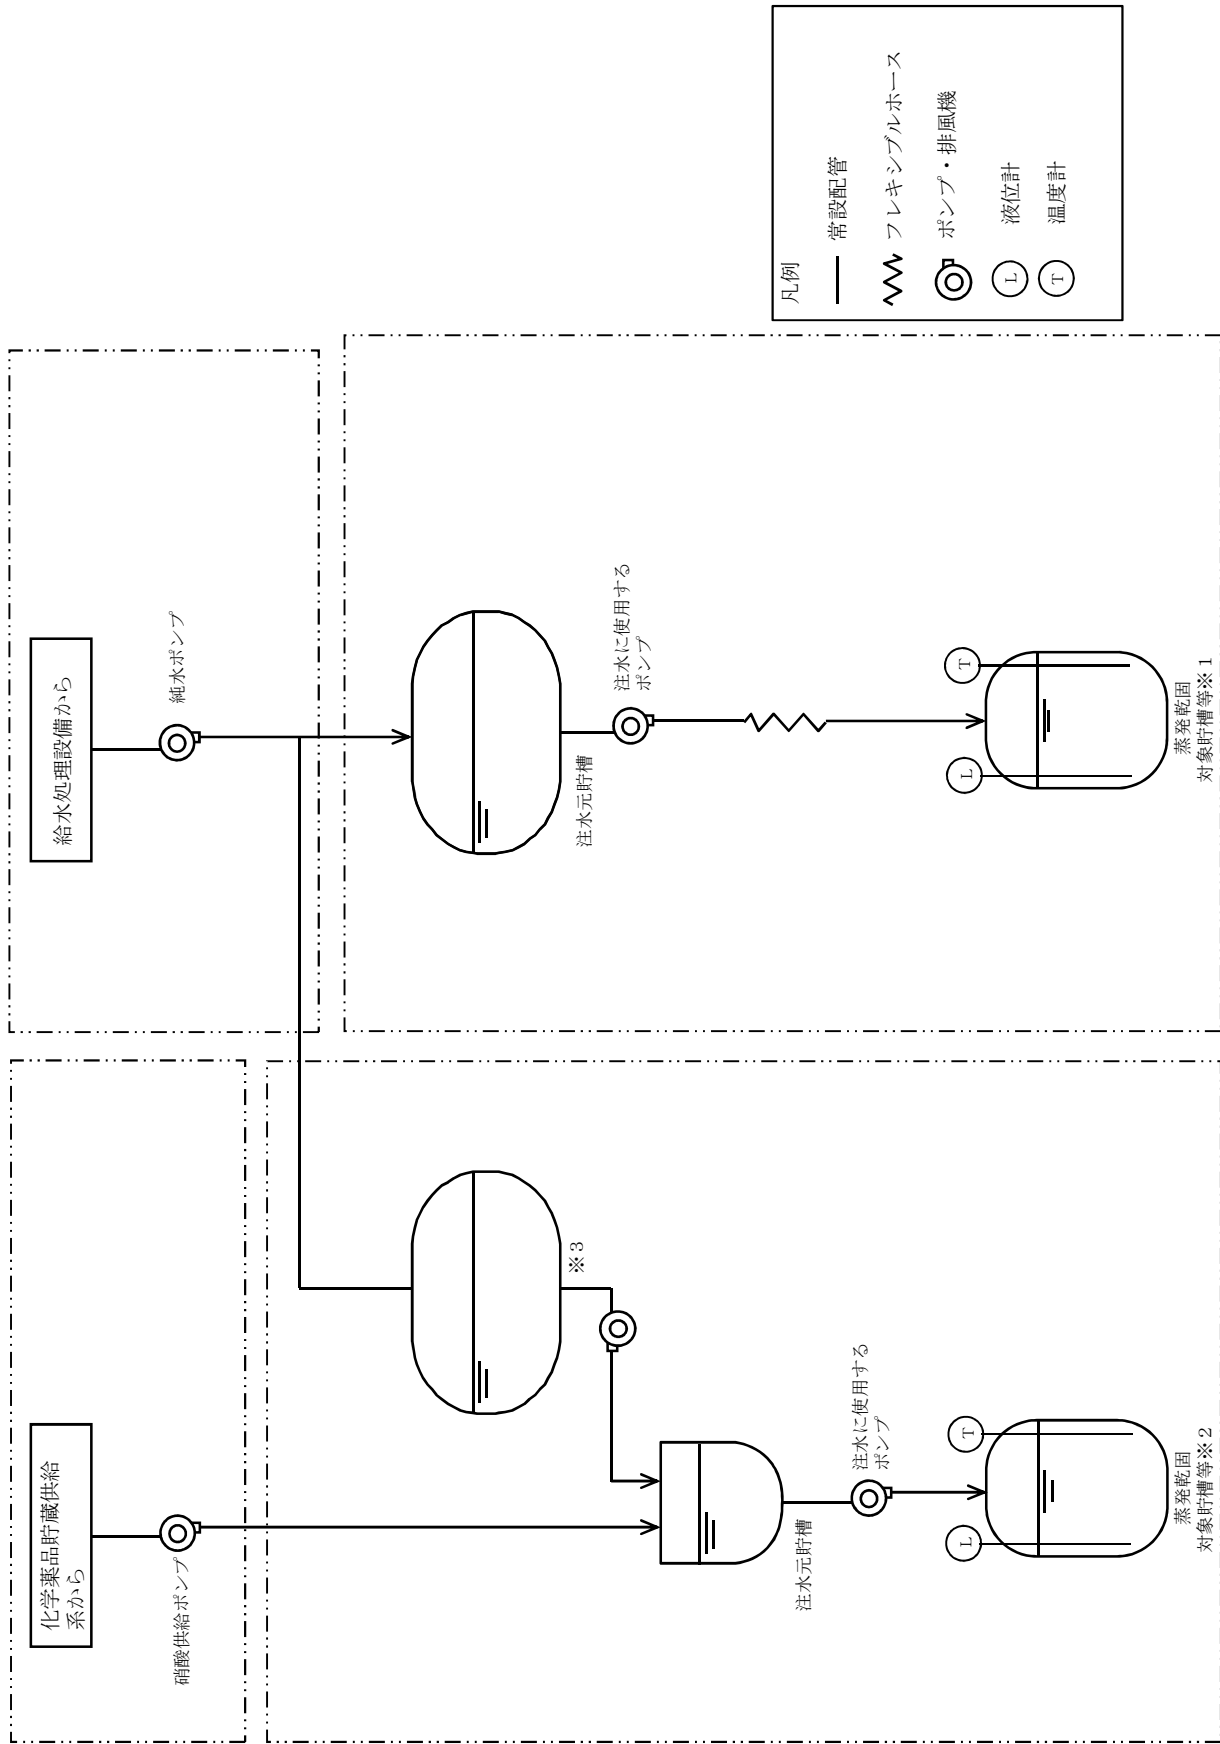 化学薬品貯蔵供給
系から
硝酸供給ポンプ
給水処理設備から
純水ポンプ
※3
注水元貯槽
注水に使用する
ポンプ
L
T
蒸発乾固
対象貯槽等※2
注水元貯槽
注水に使用する
ポンプ
L
T
蒸発乾固
対象貯槽等※1
凡例
常設配管
フレキシブルホース
ポンプ・排風機
L 液位計
T 温度計